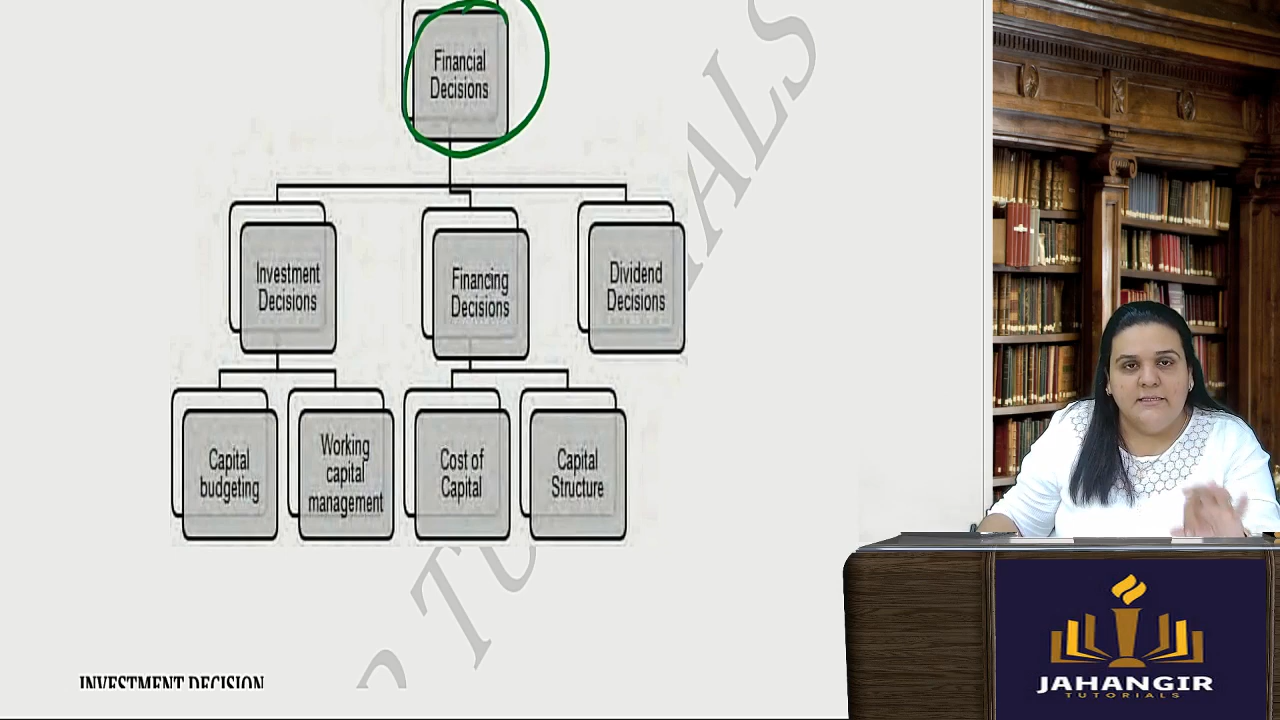 Financial
Decisions
Investment
Decisions
Financing
Decisions
Dividend
Decisions
Capital
budgeting
Working
capital
management
Cost of
Capital
Capital
Structure
INVESTMENT DECISION
JAHANGIR
TUTORIALS